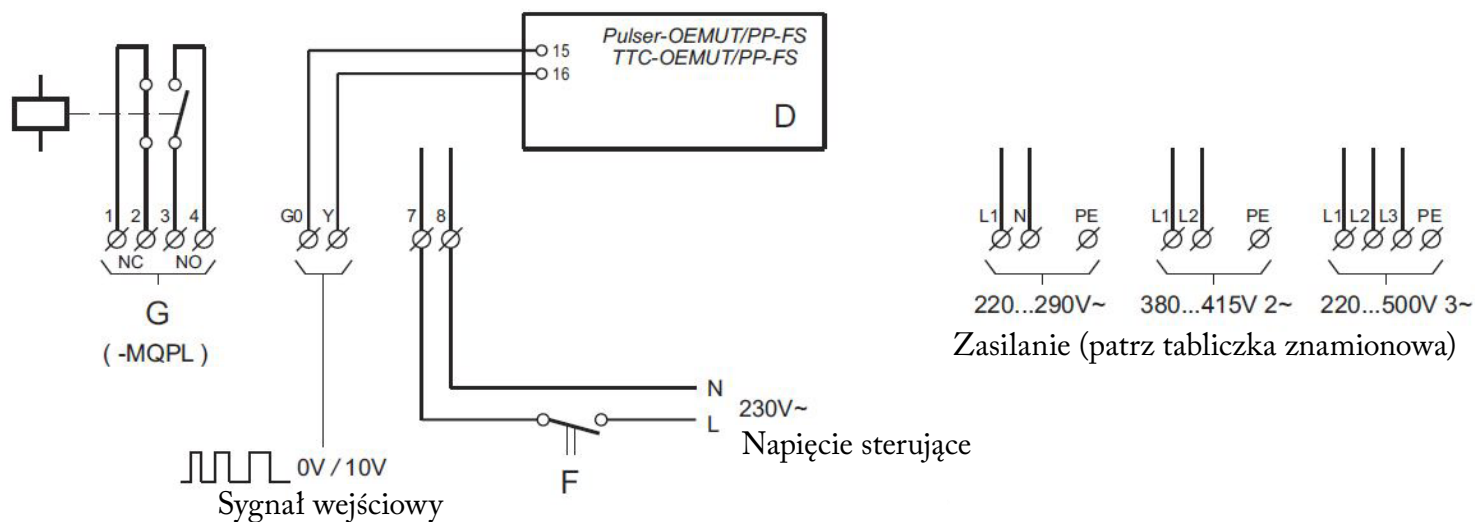 Pulser-OEMUT/PP-FS
15
TTC-OEMUT/PP-FS
16
D
1 2 3 4
NC NO
G
( -MQPL )
G0 Y
7 8
L1 N PE
220...290V~
L1 L2 PE
380...415V 2~
L1 L2 L3 PE
220...500V 3~
Zasilanie (patrz tabliczka znamionowa)
N
L
230V~
Napięcie sterujące
F
0V / 10V
Sygnał wejściowy